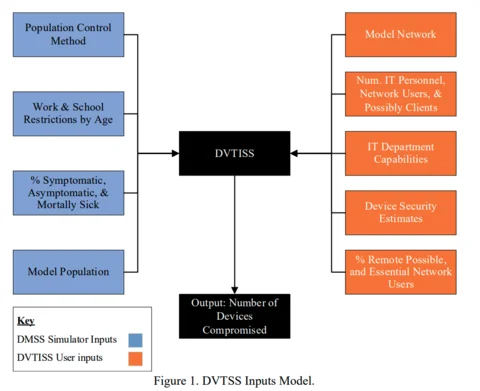 Population Control
Method
Work & School
Restrictions by Age
% Symptomatic,
Asymptomatic, &
Mortally Sick
Model Population
DVTISS
Output: Number of
Devices
Compromised
Model Network
Num. IT Personnel,
Network Users, &
Possibly Clients
IT Department
Capabilities
Device Security
Estimates
% Remote Possible,
and Essential Network
Users
Key
DMSS Simulator Inputs
DVTISS User inputs
Figure 1. DVTSS Inputs Model.